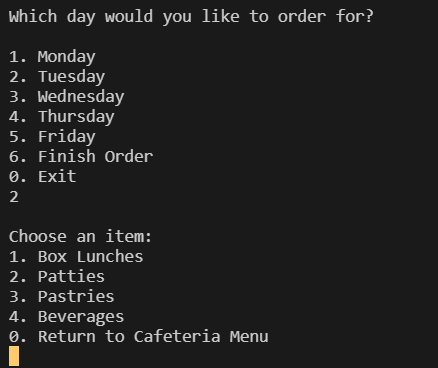 Which day would you like to order for?
1. Monday
2. Tuesday
3. Wednesday
4. Thursday
5. Friday
6. Finish Order
0. Exit
2
Choose an item:
1. Box Lunches
2. Patties
3. Pastries
4. Beverages
0. Return to Cafeteria Menu